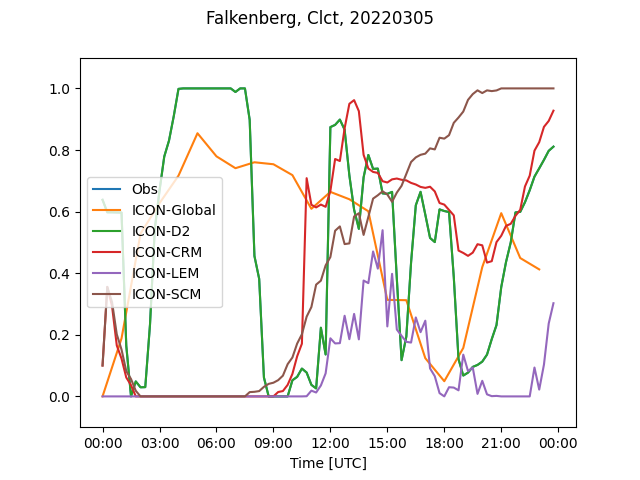 Falkenberg, Clct, 20220305
1.0
0.8
0.6
0.4
0.2
0.0
Obs
ICON-Global
ICON-D2
ICON-CRM
ICON-LEM
ICON-SCM
00:00 03:00 06:00 09:00 12:00 15:00 18:00 21:00 00:00
Time [UTC]